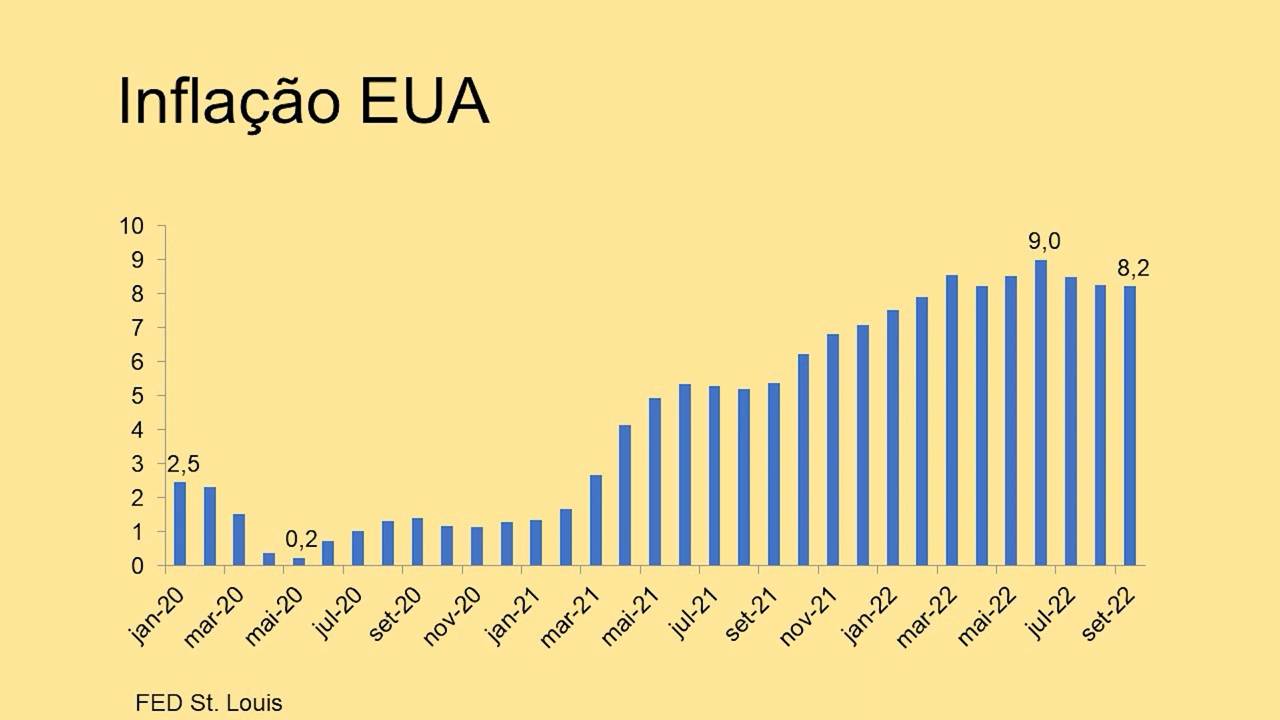 Inflação EUA
10
9
8
7
6
5
4
3
2
1
0
2,5
0,2
9,0
8,2
jan-20
mar-20
mai-20
jul-20
set-20
nov-20
jan-21
mar-21
mai-21
jul-21
set-21
nov-21
jan-22
mar-22
mai-22
jul-22
set-22
FED St. Louis